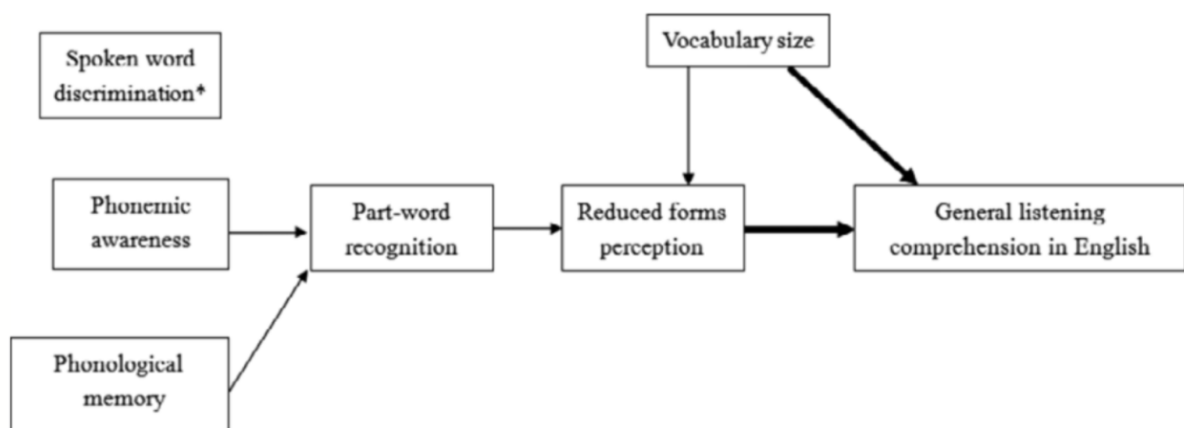 Spoken word
discrimination*
Vocabulary size
Phonemic
awareness
Part-word
recognition
Reduced forms
perception
General listening
comprehension in English
Phonological
memory